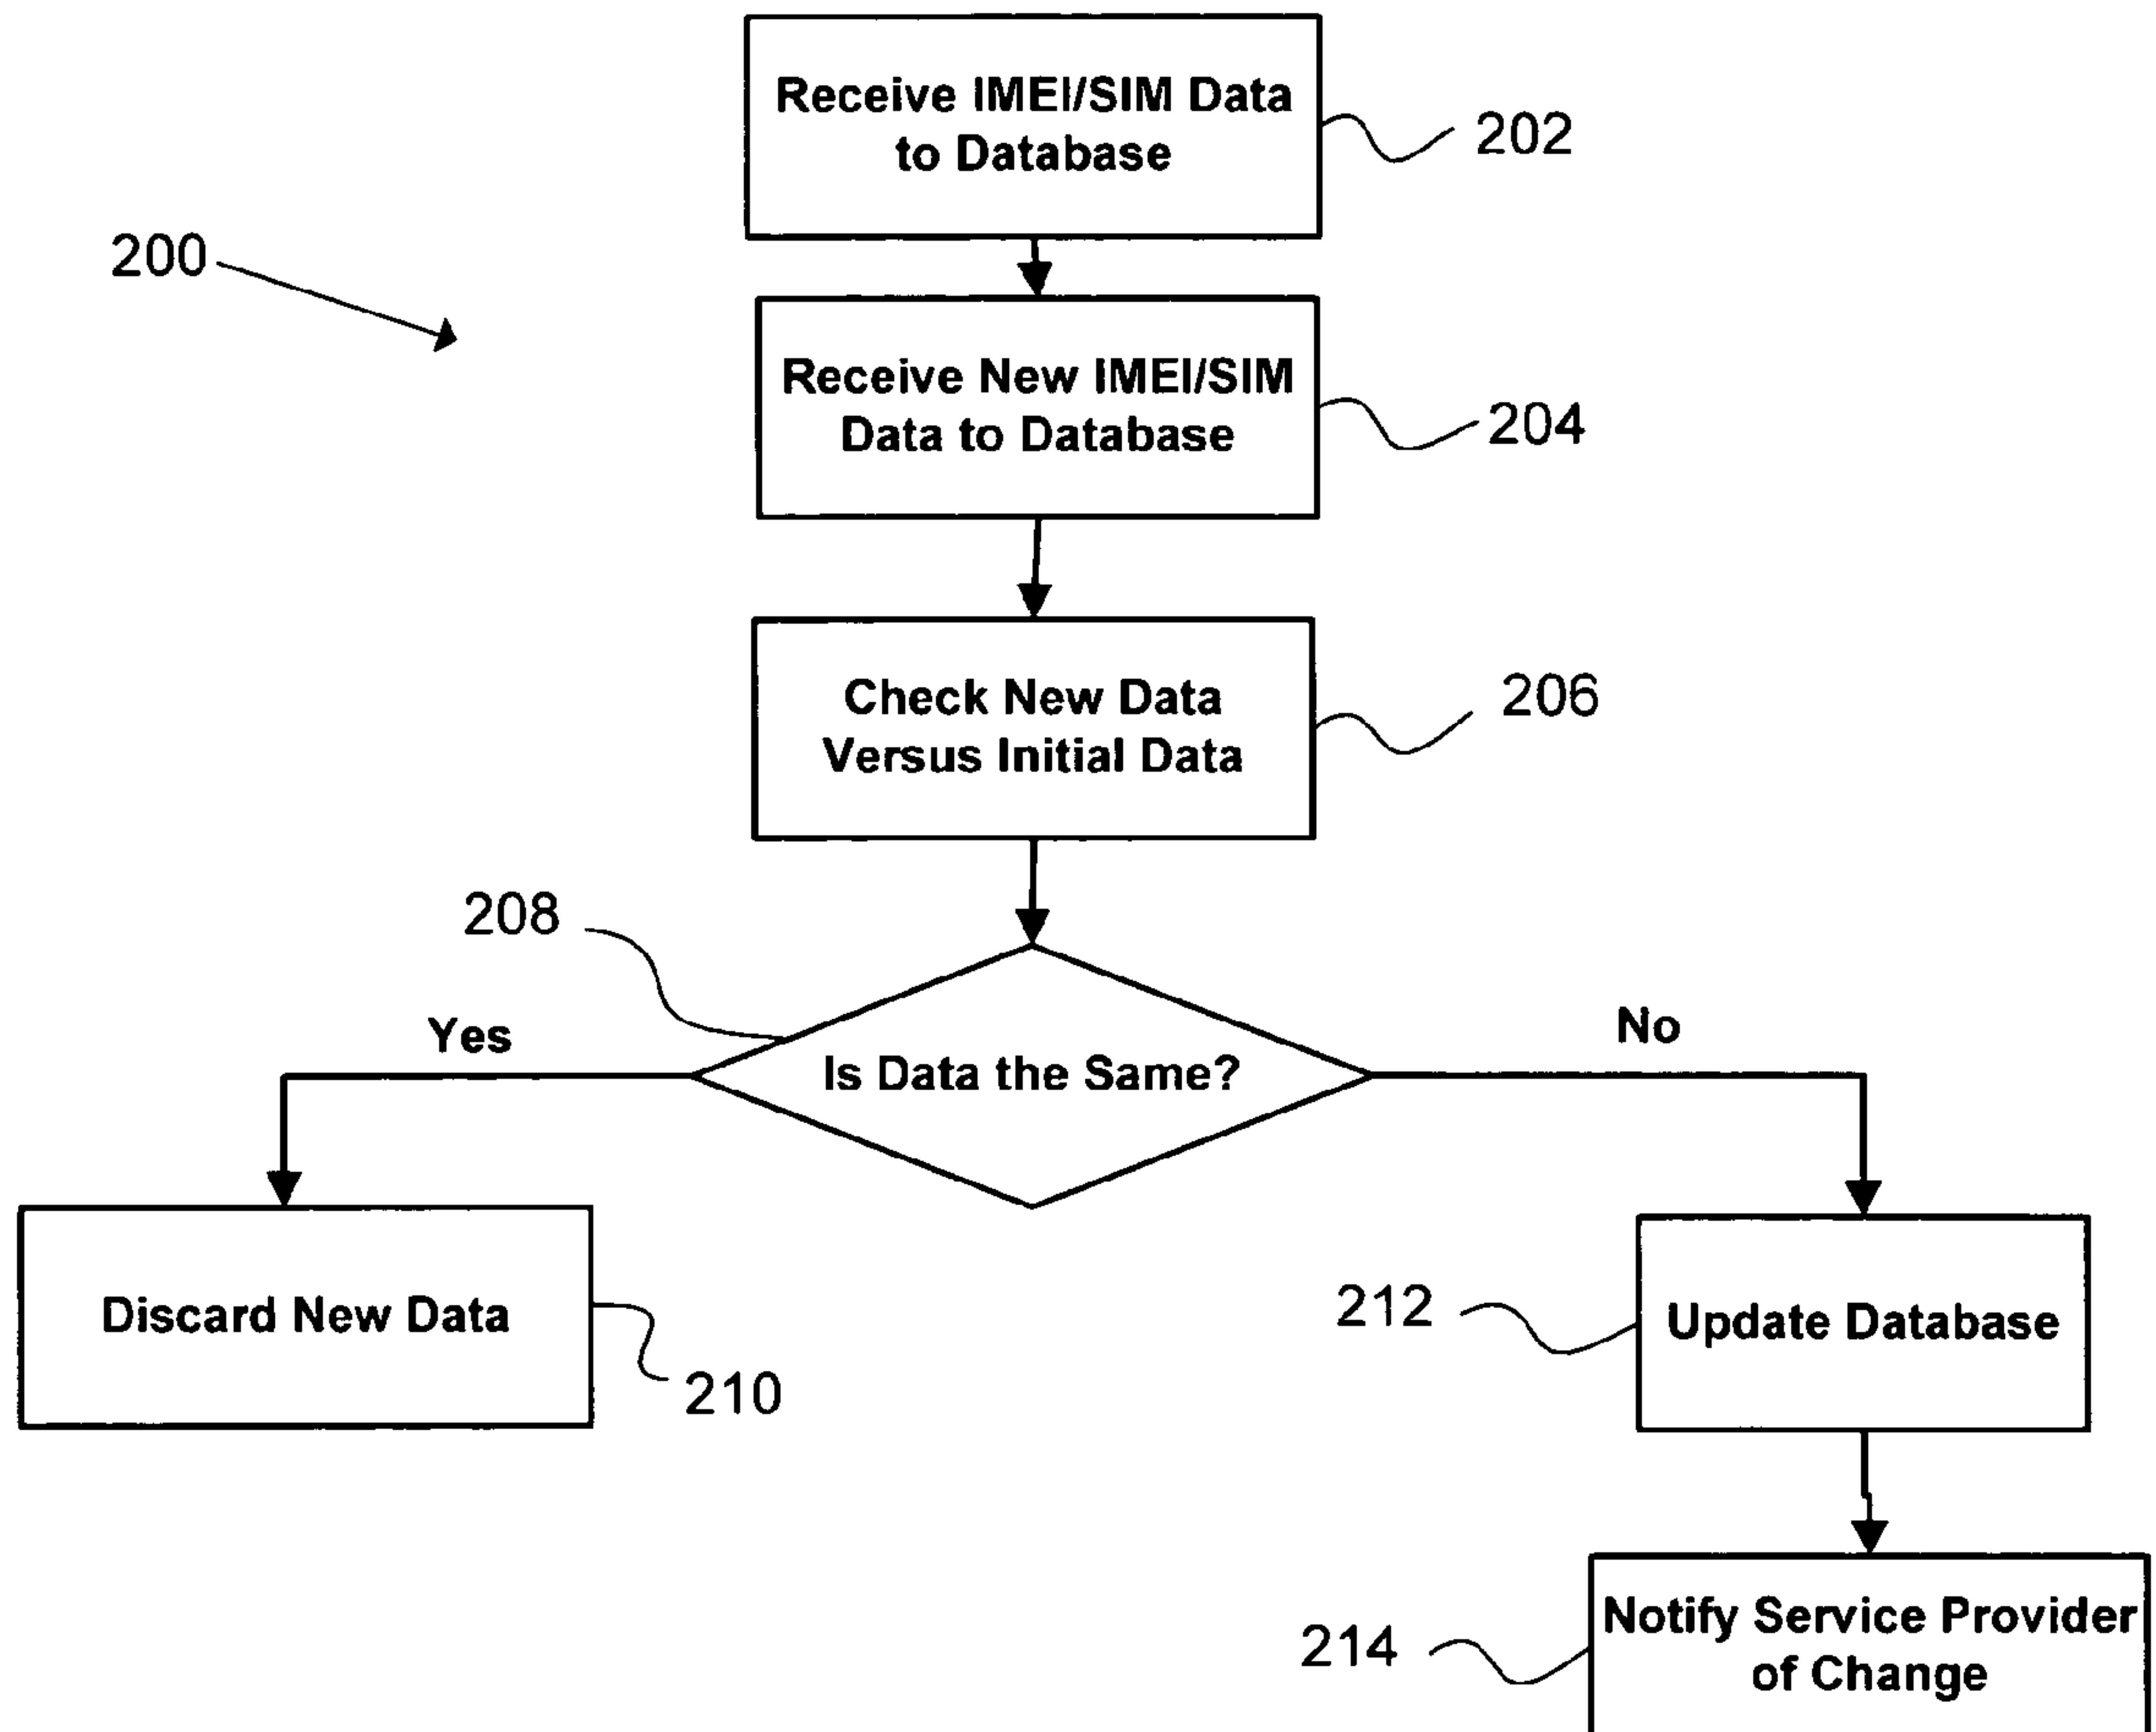 Receive IMEI/SIM Data
to Database
202
200
Receive New IMEI/SIM
Data to Database
204
Check New Data
Versus Initial Data
206
208
Yes
Is Data the Same?
No
Discard New Data
210
212
Update Database
214
Notify Service Provider
of Change